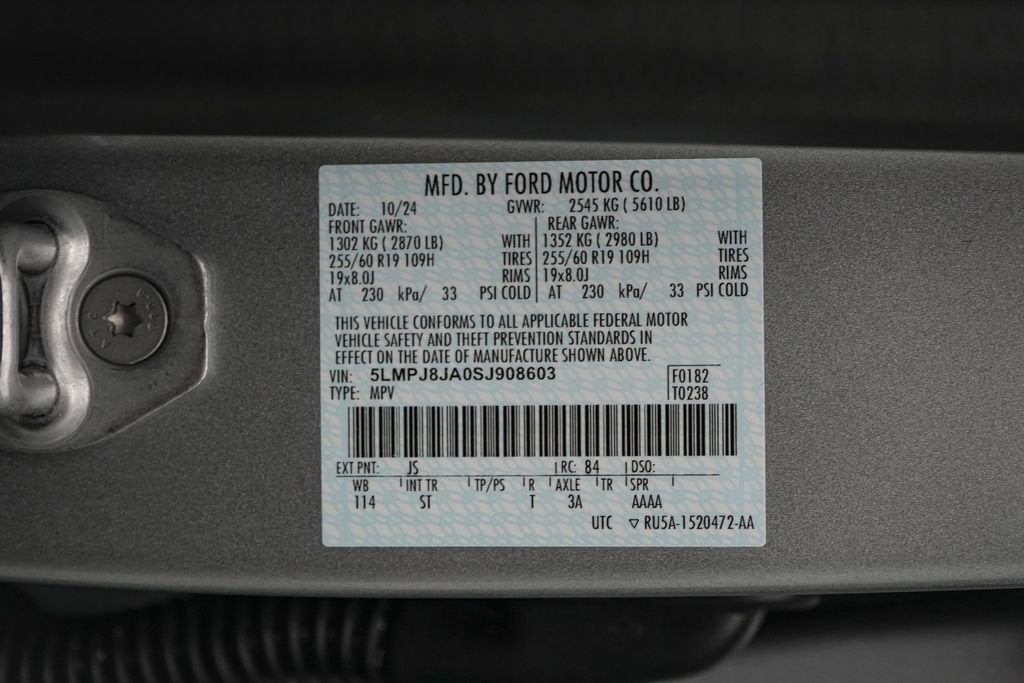 MFD. BY FORD MOTOR CO.
DATE: 10/24 GVWR: 2545 KG ( 5610 LB)
FRONT GAWR: REAR GAWR:
1302 KG ( 2870 LB) WITH 1352 KG ( 2980 LB) WITH
255/60 R19 109H TIRES 255/60 R19 109H TIRES
19x8.0J RIMS 19x8.0J RIMS
AT 230 kPa/ 33 PSI COLD AT 230 kPa/ 33 PSI COLD
THIS VEHICLE CONFORMS TO ALL APPLICABLE FEDERAL MOTOR
VEHICLE SAFETY AND THEFT PREVENTION STANDARDS IN
EFFECT ON THE DATE OF MANUFACTURE SHOWN ABOVE.
VIN: 5LMPJ8JA0SJ908603 F0182
TYPE: MPV T0238
EXT PNT: JS RC: 84 DSO:
WB INT TR TP/PS R AXLE TR SPR
114 ST T 3A AAAA
UTC ▽ RU5A-1520472-AA